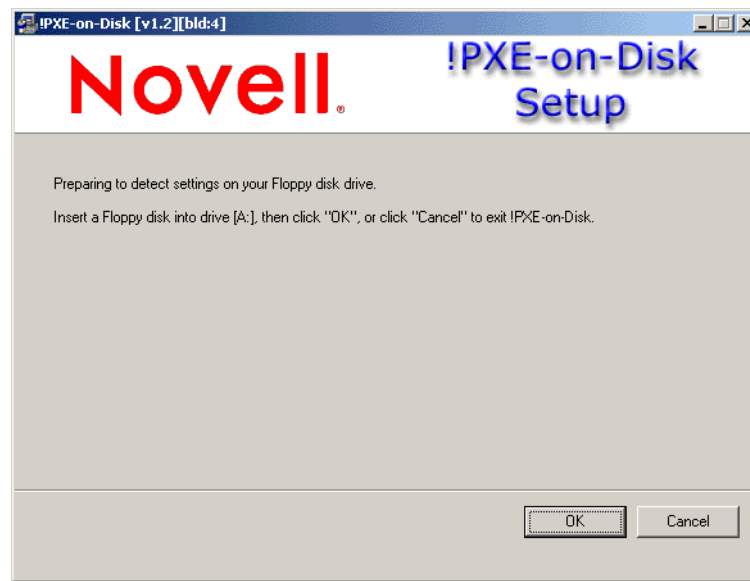 !PXE-on-Disk [v1.2][bld:4]
Novell®
!PXE-on-Disk
Setup
Preparing to detect settings on your Floppy disk drive.
Insert a Floppy disk into drive [A:], then click "OK", or click "Cancel" to exit !PXE-on-Disk.
OK
Cancel